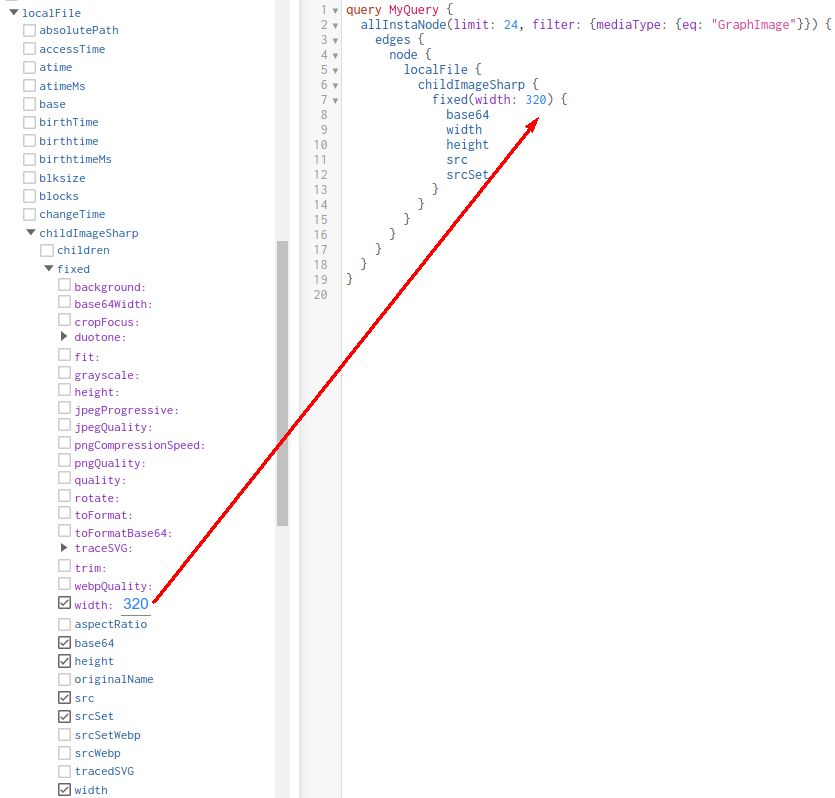 localFile
absolutePath
accessTime
atime
atimeMs
base
birthTime
birthtime
birthtimeMs
blksize
blocks
changeTime
childImageSharp
children
fixed
background:
base64Width:
cropFocus:
duotone:
fit:
grayscale:
height:
jpegProgressive:
jpegQuality:
pngCompressionSpeed:
pngQuality:
quality:
rotate:
toFormat:
toFormatBase64:
traceSVG:
trim:
webpQuality:
width: 320
aspectRatio
base64
height
originalName
src
srcSet
srcSetWebp
srcWebp
tracedSVG
width
1 query MyQuery {
2 allInstaNode(limit: 24, filter: {mediaType: {eq: "GraphImage"}}) {
3 edges {
4 node {
5 localFile {
6 childImageSharp {
7 fixed(width: 320) {
8 base64
9 width
10 height
11 src
12 srcSet
13 }
14 }
15 }
16 }
17 }
18 }
19 }
20